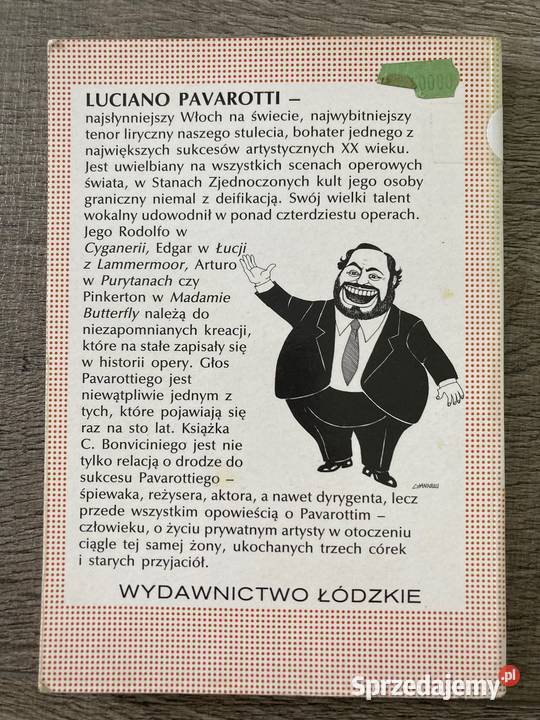 0000
LUCIANO PAVAROTTI –
najsłynniejszy Włoch na świecie, najwybitniejszy
tenor liryczny naszego stulecia, bohater jednego z
największych sukcesów artystycznych XX wieku.
Jest uwielbiany na wszystkich scenach operowych
świata, w Stanach Zjednoczonych kult jego osoby
graniczny niemal z deifikacją. Swój wielki talent
wokalny udowodnił w ponad czterdziestu operach.
Jego Rodolfo w
Cyganerii, Edgar w Łucji
z Lammermoor, Arturo
w Purytanach czy
Pinkerton w Madamie
Butterfly należą do
niezapomnianych kreacji,
które na stałe zapisały się
w historii opery. Głos
Pavarottiego jest
niewątpliwie jednym z
tych, które pojawiają się
raz na sto lat. Książka
C. Bonviciniego jest nie
tylko relacją o drodze do
sukcesu Pavarottiego –
śpiewaka, reżysera, aktora, a nawet dyrygenta, lecz
przede wszystkim opowieścią o Pavarottim –
człowieku, o życiu prywatnym artysty w otoczeniu
ciągle tej samej żony, ukochanych trzech córek
i starych przyjaciół.
WYDAWNICTWO ŁÓDZKIE
Sprzedajemy.pl